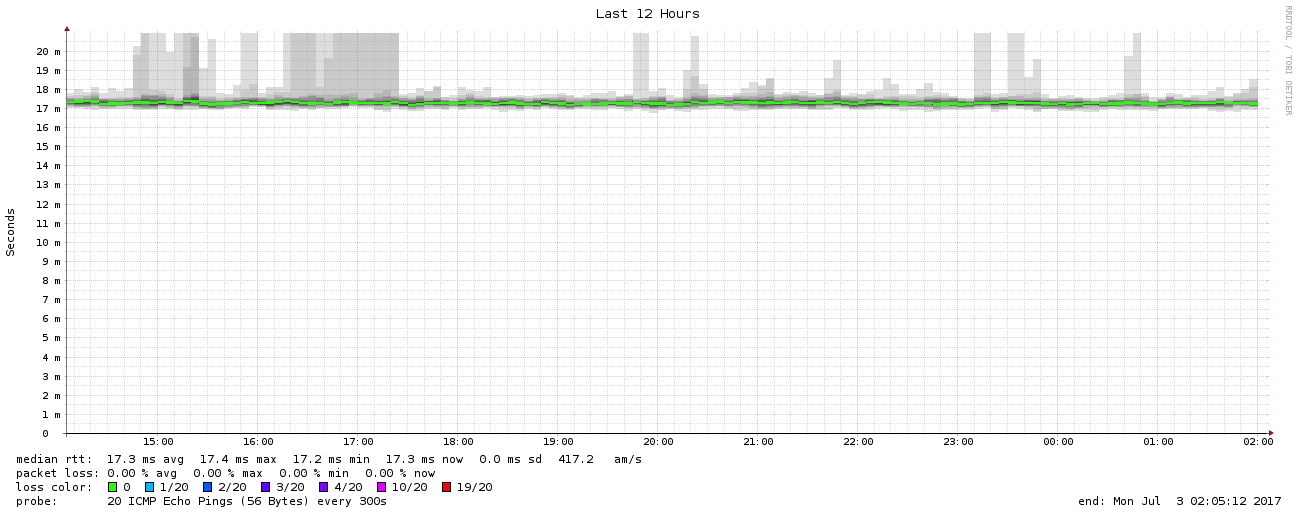 Last 12 Hours
RRDTOOL / TOBI OETIKER
Seconds
20 m
19 m
18 m
17 m
16 m
15 m
14 m
13 m
12 m
11 m
10 m
9 m
8 m
7 m
6 m
5 m
4 m
3 m
2 m
1 m
0
15:00 16:00 17:00 18:00 19:00 20:00 21:00 22:00 23:00 00:00 01:00 02:00
median rtt: 17.3 ms avg 17.4 ms max 17.2 ms min 17.3 ms now 0.0 ms sd 417.2 am/s
packet loss: 0.00 % avg 0.00 % max 0.00 % min 0.00 % now
loss color: 0 1/20 2/20 3/20 4/20 10/20 19/20
probe: 20 ICMP Echo Pings (56 Bytes) every 300s end: Mon Jul 3 02:05:12 2017